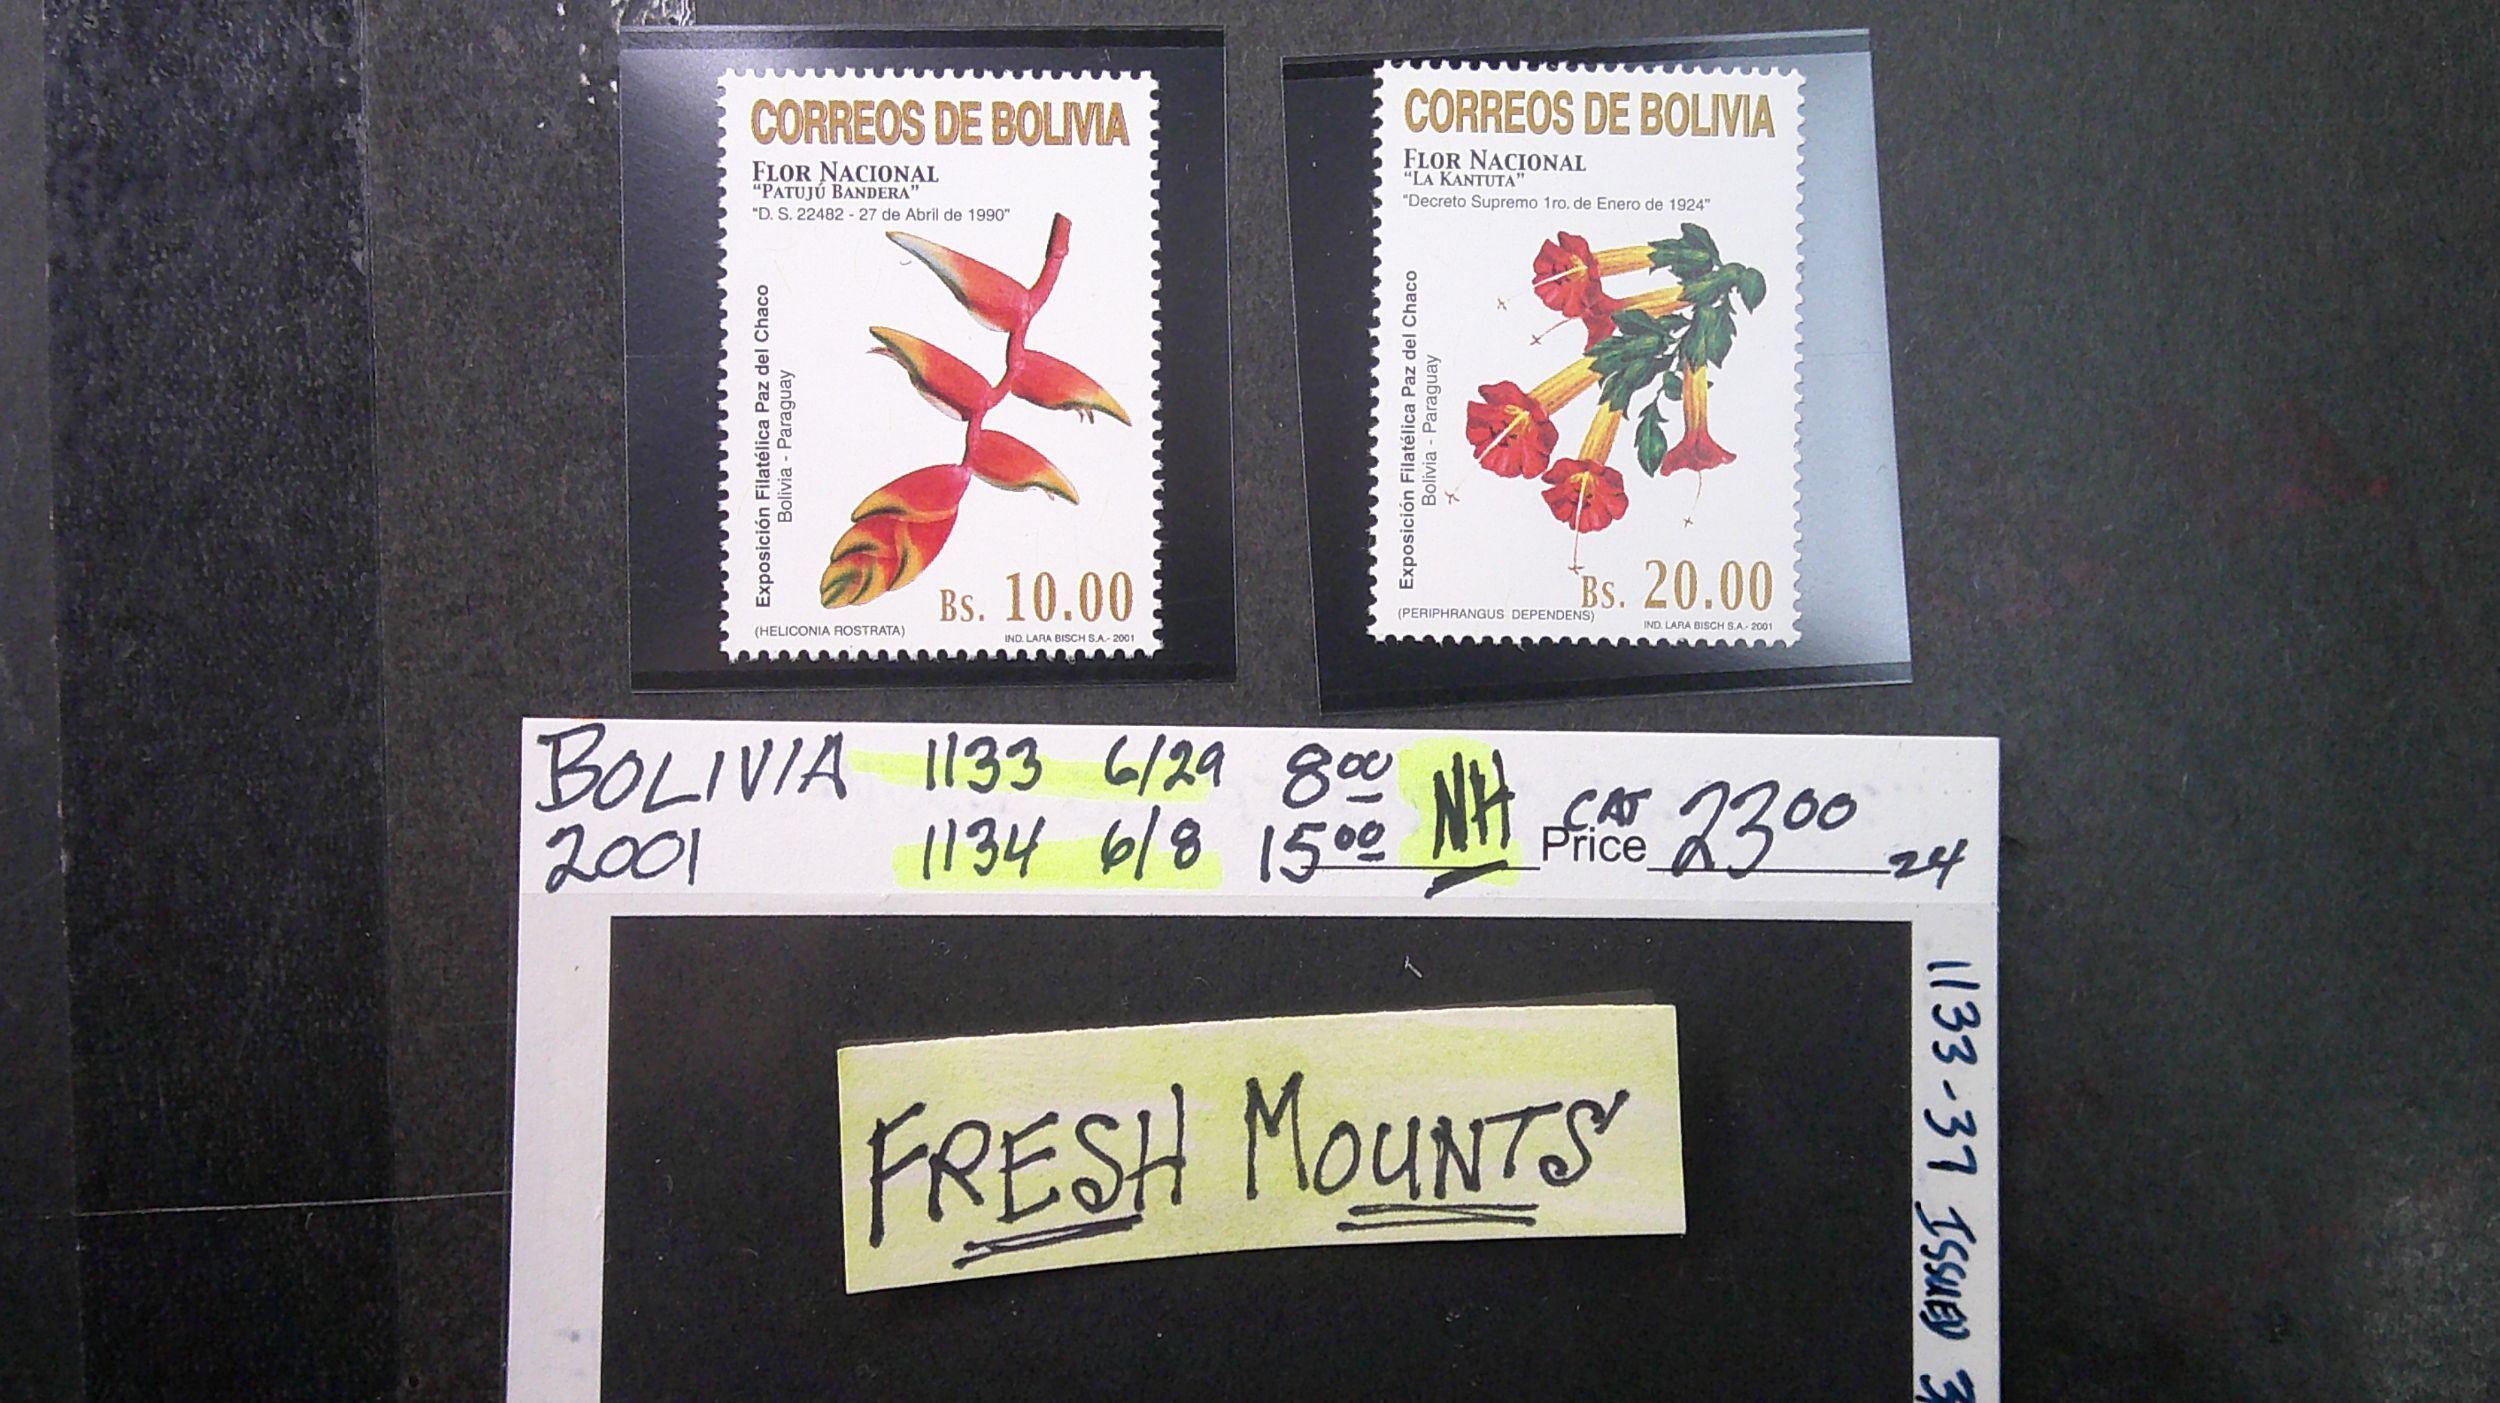 CORREOS DE BOLIVIA
FLOR NACIONAL
"PATUJÚ BANDERA"
"D. S. 22482 - 27 de Abril de 1990"
Exposición Filatélica Paz del Chaco
Bolivia - Paraguay
Bs. 10.00
(HELICONIA ROSTRATA)
IND. LARA BISCH S.A.- 2001
CORREOS DE BOLIVIA
FLOR NACIONAL
"LA KANTUTA"
"Decreto Supremo 1ro. de Enero de 1924"
Exposición Filatélica Paz del Chaco
Bolivia - Paraguay
Bs. 20.00
(PERIPHRANGUS DEPENDENS)
IND. LARA BISCH S.A.- 2001
BOLIVIA 1133 6/29 8.00 NH CAT
2001 1134 6/8 15.00 Price 23.00 24
FRESH MOUNTS
1133-37 ISSUED